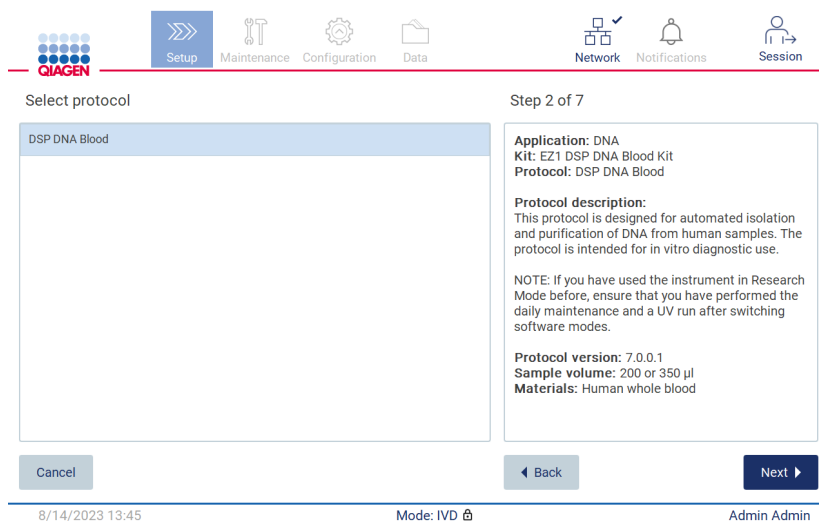 QIAGEN
Setup
Maintenance
Configuration
Data
Network
Notifications
Session
Select protocol
Step 2 of 7
DSP DNA Blood
Application: DNA
Kit: EZ1 DSP DNA Blood Kit
Protocol: DSP DNA Blood
Protocol description:
This protocol is designed for automated isolation
and purification of DNA from human samples. The
protocol is intended for in vitro diagnostic use.
NOTE: If you have used the instrument in Research
Mode before, ensure that you have performed the
daily maintenance and a UV run after switching
software modes.
Protocol version: 7.0.0.1
Sample volume: 200 or 350 µl
Materials: Human whole blood
Cancel
Back
Next
8/14/2023 13:45
Mode: IVD
Admin Admin